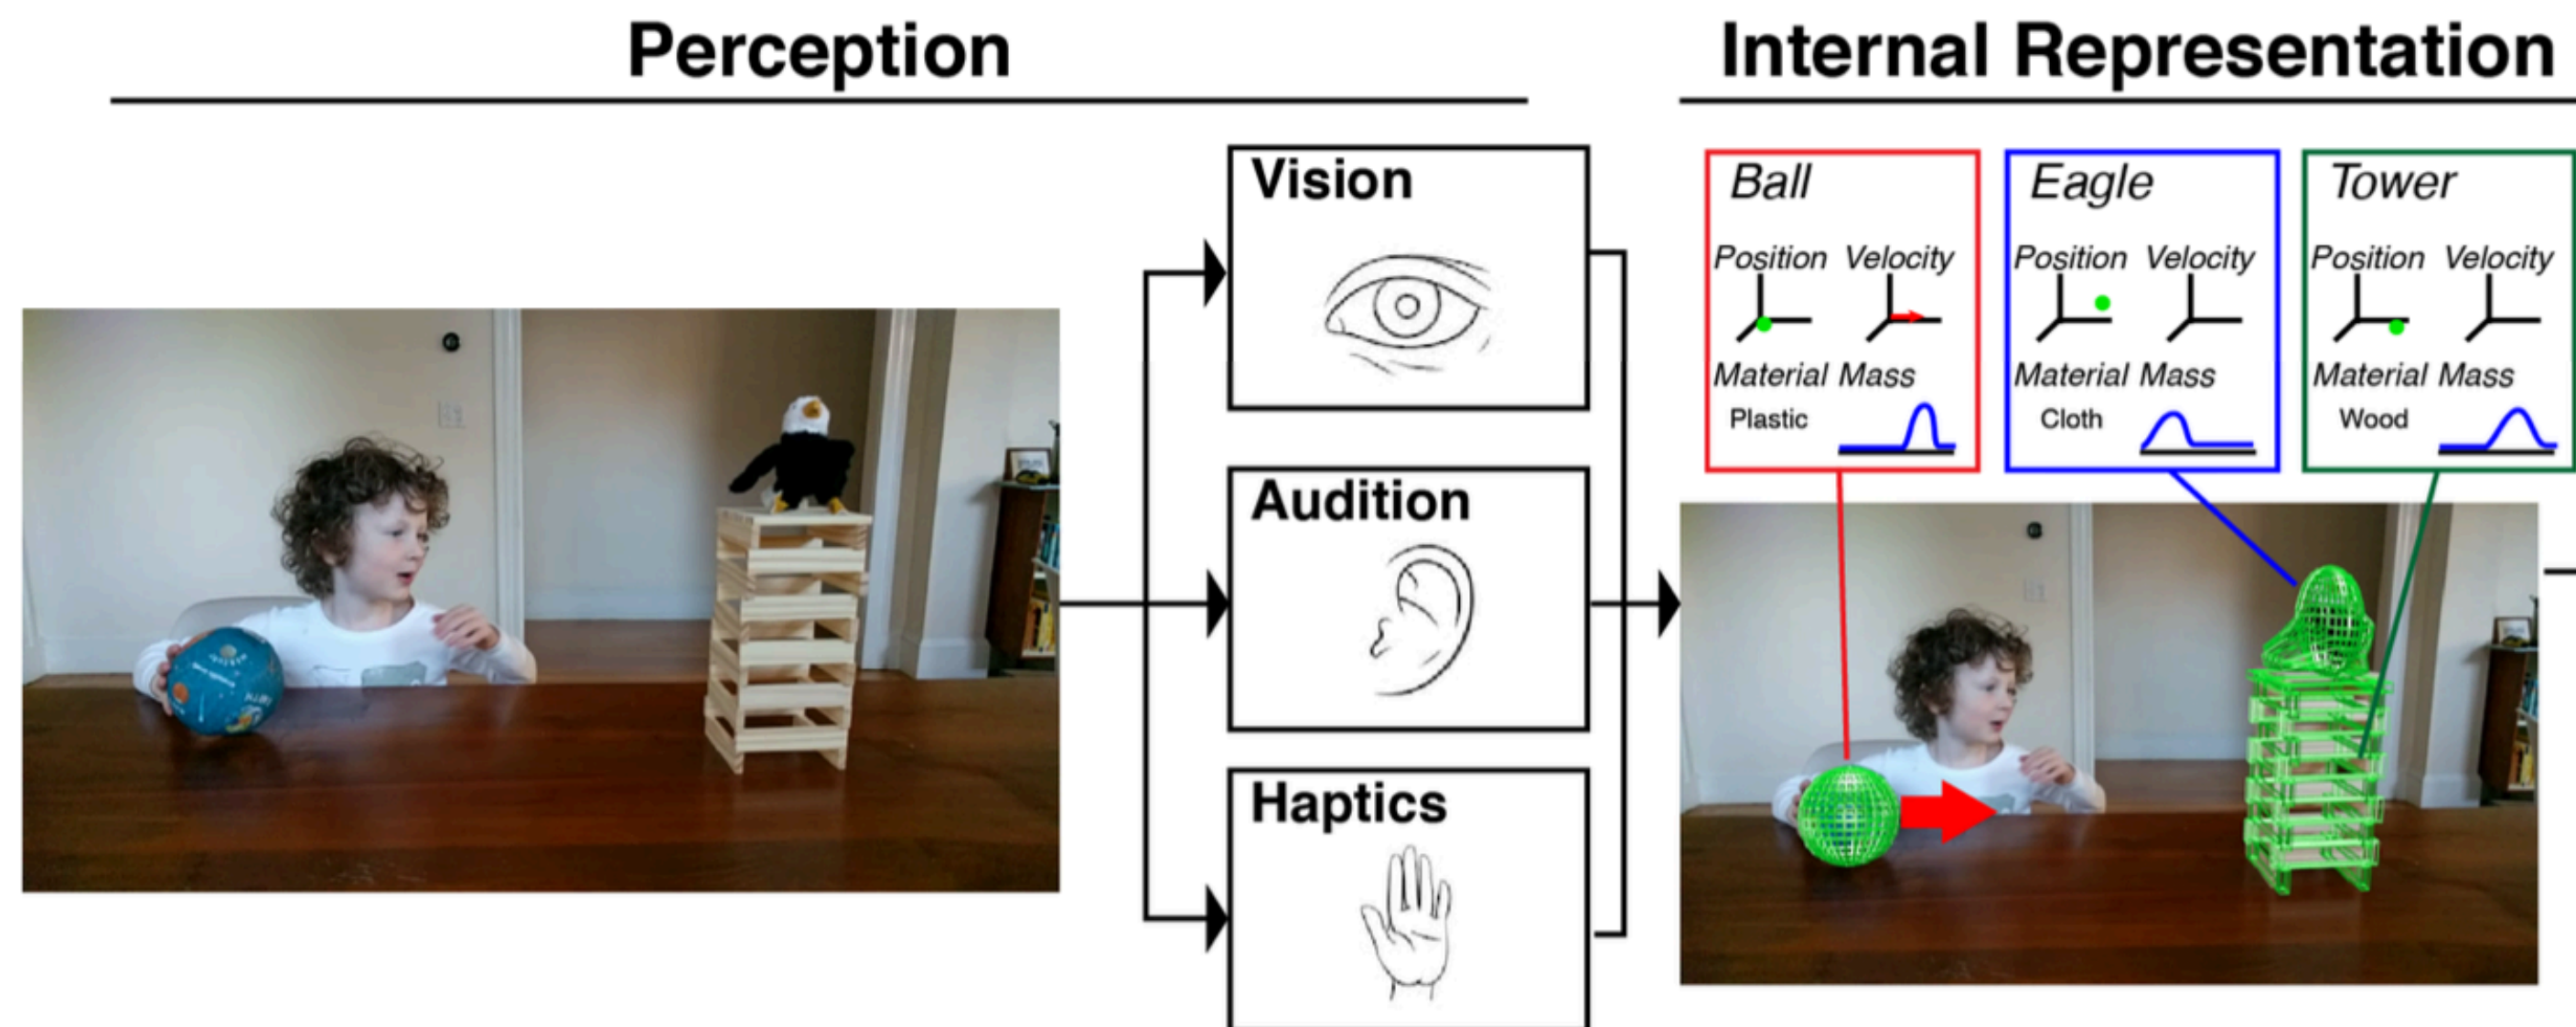 Perception
Internal Representation
Vision
Audition
Haptics
Ball
Position Velocity
Material Mass
Plastic
Eagle
Position Velocity
Material Mass
Cloth
Tower
Position Velocity
Material Mass
Wood